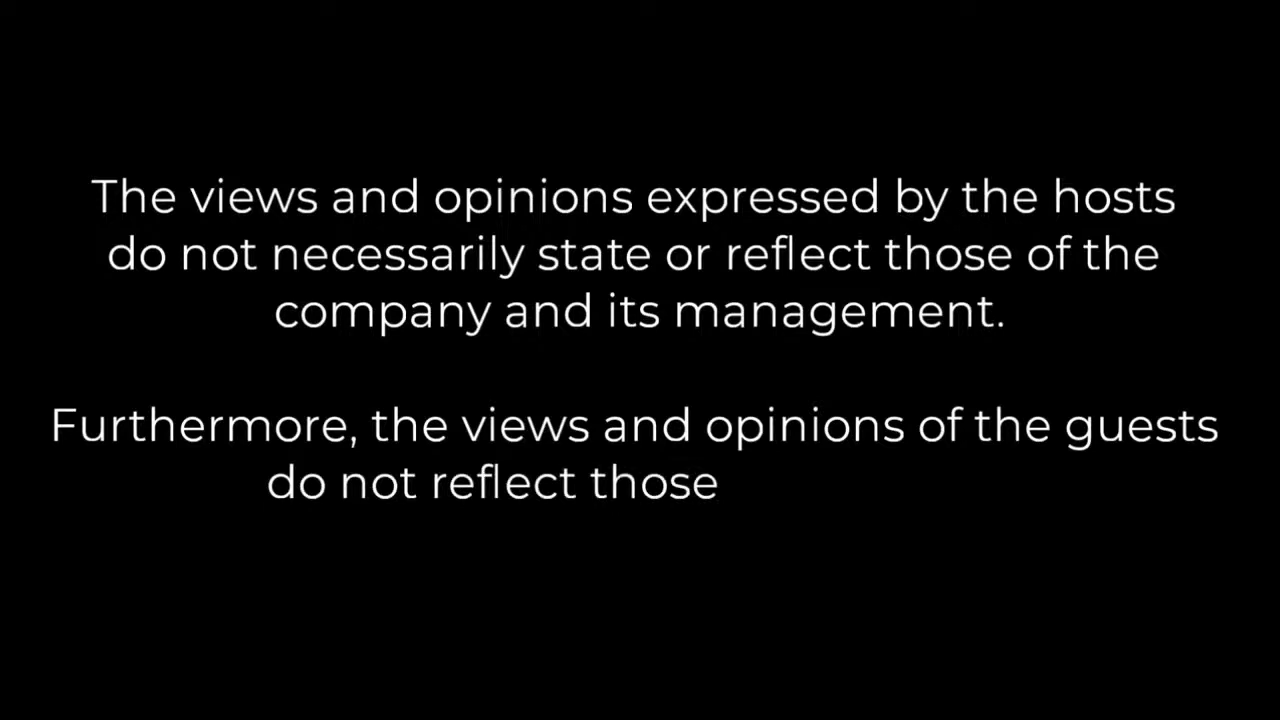 The views and opinions expressed by the hosts
do not necessarily state or reflect those of the
company and its management.
Furthermore, the views and opinions of the guests
do not reflect those